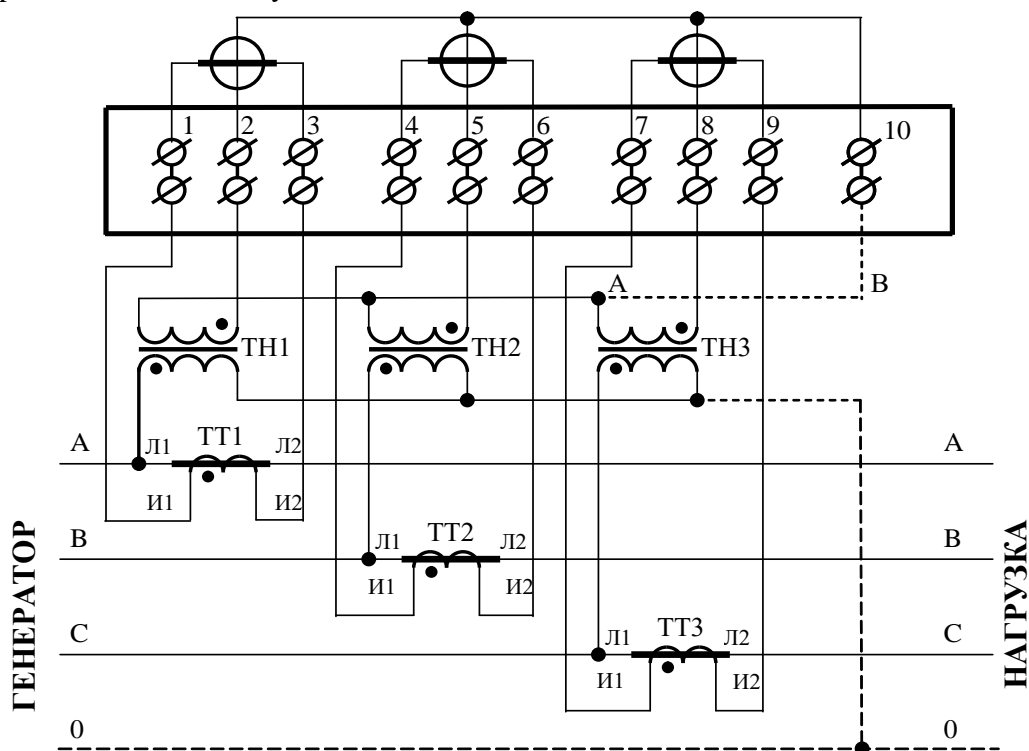 1 2 3 4 5 6 7 8 9 10
А В
ТН1 ТН2 ТН3
А Л1 ТТ1 Л2 А
И1 И2
В Л1 ТТ2 Л2 В
И1 И2
С Л1 ТТ3 Л2 С
И1 И2
0 0
ГЕНЕРАТОР
НАГРУЗКА